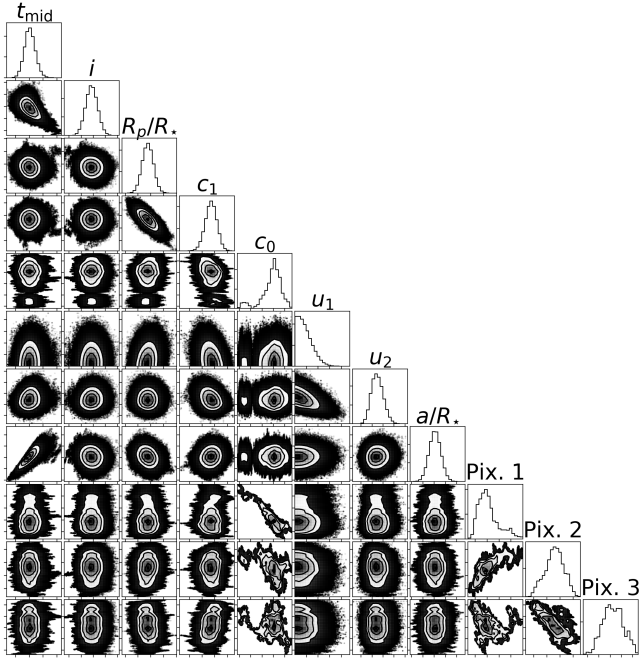 t_mid
i
R_p/R_⋆
c_1
c_0
u_1
u_2
a/R_⋆
Pix. 1
Pix. 2
Pix. 3